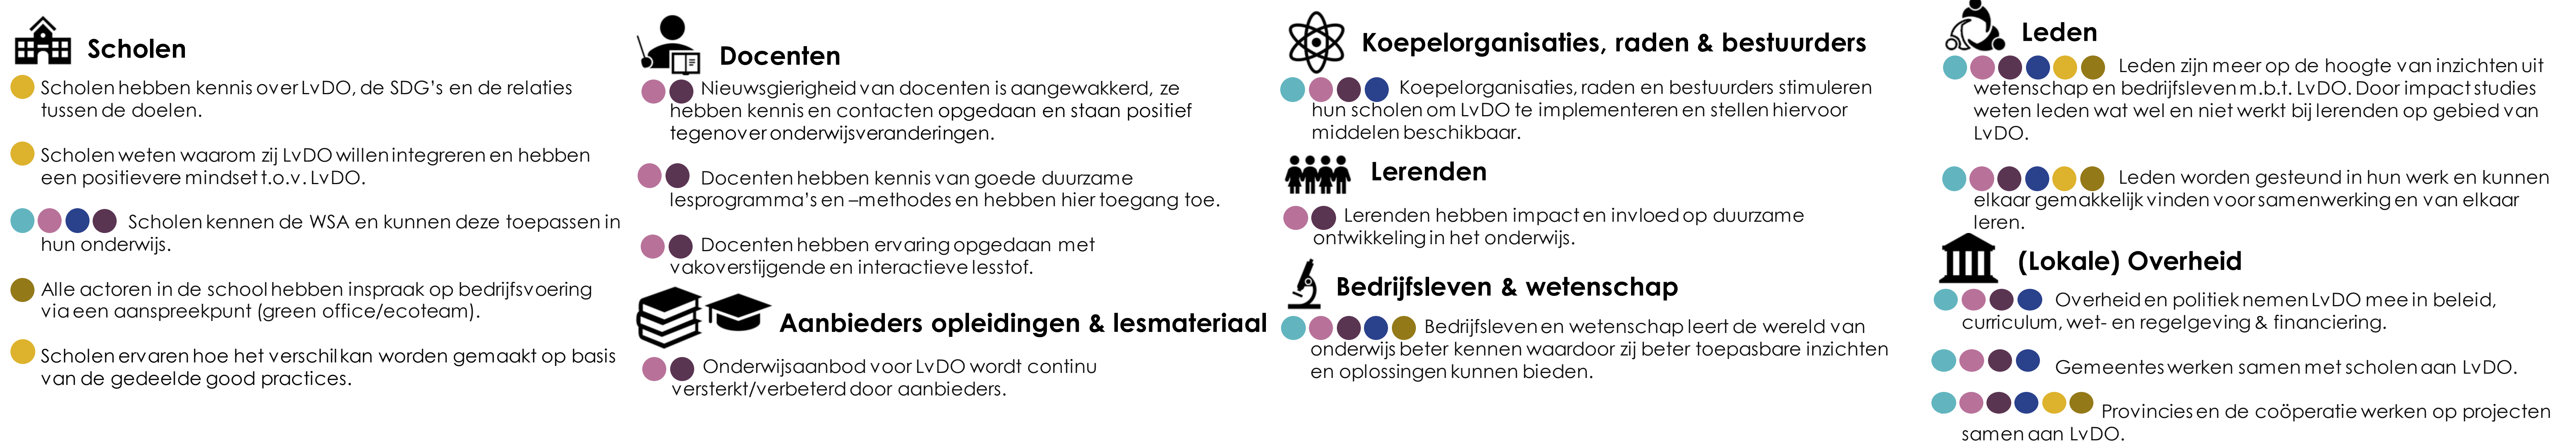 Scholen
Scholen hebben kennis over LvDO, de SDG's en de relaties
tussen de doelen.
Scholen weten waarom zij LvDO willen integreren en hebben
een positievere mindset t.o.v. LvDO.
Scholen kennen de WSA en kunnen deze toepassen in
hun onderwijs.
Alle actoren in de school hebben inspraak op bedrijfsvoering
via een aanspreekpunt (green office/ecoteam).
Scholen ervaren hoe het verschil kan worden gemaakt op basis
van de gedeelde good practices.
Docenten
Nieuwsgierigheid van docenten is aangewakkerd, ze
hebben kennis en contacten opgedaan en staan positief
tegenover onderwijsveranderingen.
Docenten hebben kennis van goede duurzame
lesprogramma's en –methodes en hebben hier toegang toe.
Docenten hebben ervaring opgedaan met
vakoverstijgende en interactieve lesstof.
Aanbieders opleidingen & lesmateriaal
Onderwijsaanbod voor LvDO wordt continu
versterkt/verbeterd door aanbieders.
Koepelorganisaties, raden & bestuurders
Koepelorganisaties, raden en bestuurders stimuleren
hun scholen om LvDO te implementeren en stellen hiervoor
middelen beschikbaar.
Lerenden
Lerenden hebben impact en invloed op duurzame
ontwikkeling in het onderwijs.
Bedrijfsleven & wetenschap
Bedrijfsleven en wetenschap leert de wereld van
onderwijs beter kennen waardoor zij beter toepasbare inzichten
en oplossingen kunnen bieden.
Leden
Leden zijn meer op de hoogte van inzichten uit
wetenschap en bedrijfsleven m.b.t. LvDO. Door impact studies
weten leden wat wel en niet werkt bij lerenden op gebied van
LvDO.
Leden worden gesteund in hun werk en kunnen
elkaar gemakkelijk vinden voor samenwerking en van elkaar
leren.
(Lokale) Overheid
Overheid en politiek nemen LvDO mee in beleid,
curriculum, wet- en regelgeving & financiering.
Gemeentes werken samen met scholen aan LvDO.
Provincies en de coöperatie werken op projecten
samen aan LvDO.